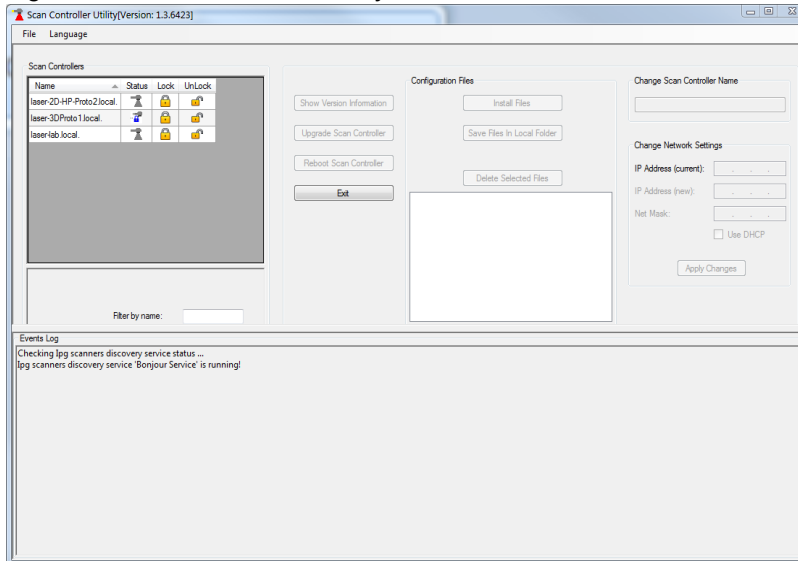 Scan Controller Utility[Version: 1.3.6423]
File Language
Scan Controllers
Name Status Lock UnLock
laser-2D-HP-Proto2.local.
laser-3DProto1.local.
laser-lab.local.
Filter by name:
Show Version Information
Upgrade Scan Controller
Reboot Scan Controller
Exit
Configuration Files
Install Files
Save Files In Local Folder
Delete Selected Files
Change Scan Controller Name
Change Network Settings
IP Address (current):
IP Address (new):
Net Mask:
Use DHCP
Apply Changes
Events Log
Checking Ipg scanners discovery service status ...
Ipg scanners discovery service 'Bonjour Service' is running!